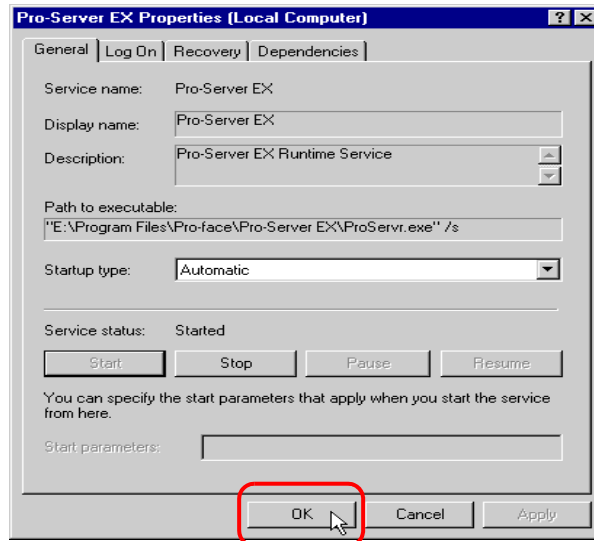 Pro-Server EX Properties (Local Computer)
General Log On Recovery Dependencies
Service name: Pro-Server EX
Display name: Pro-Server EX
Description: Pro-Server EX Runtime Service
Path to executable:
"E:\Program Files\Pro-face\Pro-Server EX\ProServr.exe" /s
Startup type: Automatic
Service status: Started
Start Stop Pause Resume
You can specify the start parameters that apply when you start the service
from here.
Start parameters:
OK Cancel Apply